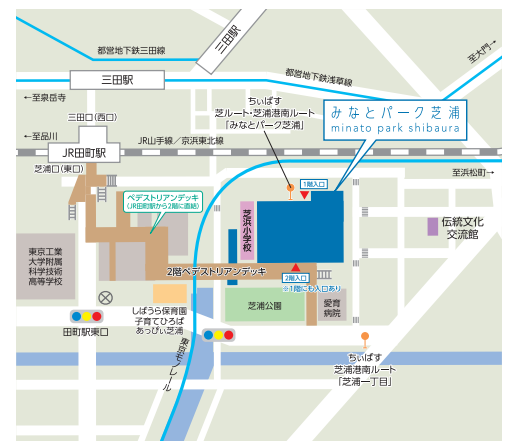 都営地下鉄三田線
三田駅
至大門→
三田駅
都営地下鉄浅草線
←至泉岳寺
ちぃばす
芝ルート・芝浦港南ルート
「みなとパーク芝浦」
みなとパーク芝浦
minato park shibaura
三田口(西口)
←至品川
JR山手線/京浜東北線
JR田町駅
芝浦口(東口)
至浜松町→
1階入口
ペデストリアンデッキ
(JR田町駅から2階に直結)
芝浜小学校
伝統文化
交流館
東京工業
大学附属
科学技術
高等学校
2階ペデストリアンデッキ
2階入口
※1階にも入口あり
芝浦公園
愛育
病院
しばうら保育園
子育てひろば
あっぴぃ芝浦
田町駅東口
東京モノレール
ちぃばす
芝浦港南ルート
「芝浦一丁目」